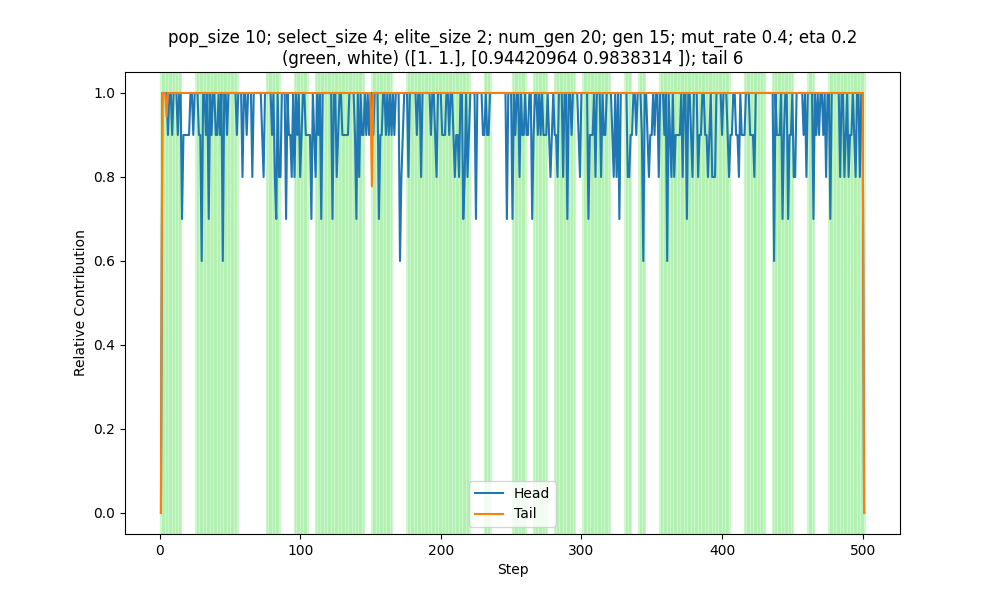 pop_size 10; select_size 4; elite_size 2; num_gen 20; gen 15; mut_rate 0.4; eta 0.2
(green, white) ([1. 1.], [0.94420964 0.9838314 ]); tail 6
1.0
0.8
0.6
0.4
0.2
0.0
Relative Contribution
Head
Tail
0
100
200
300
400
500
Step